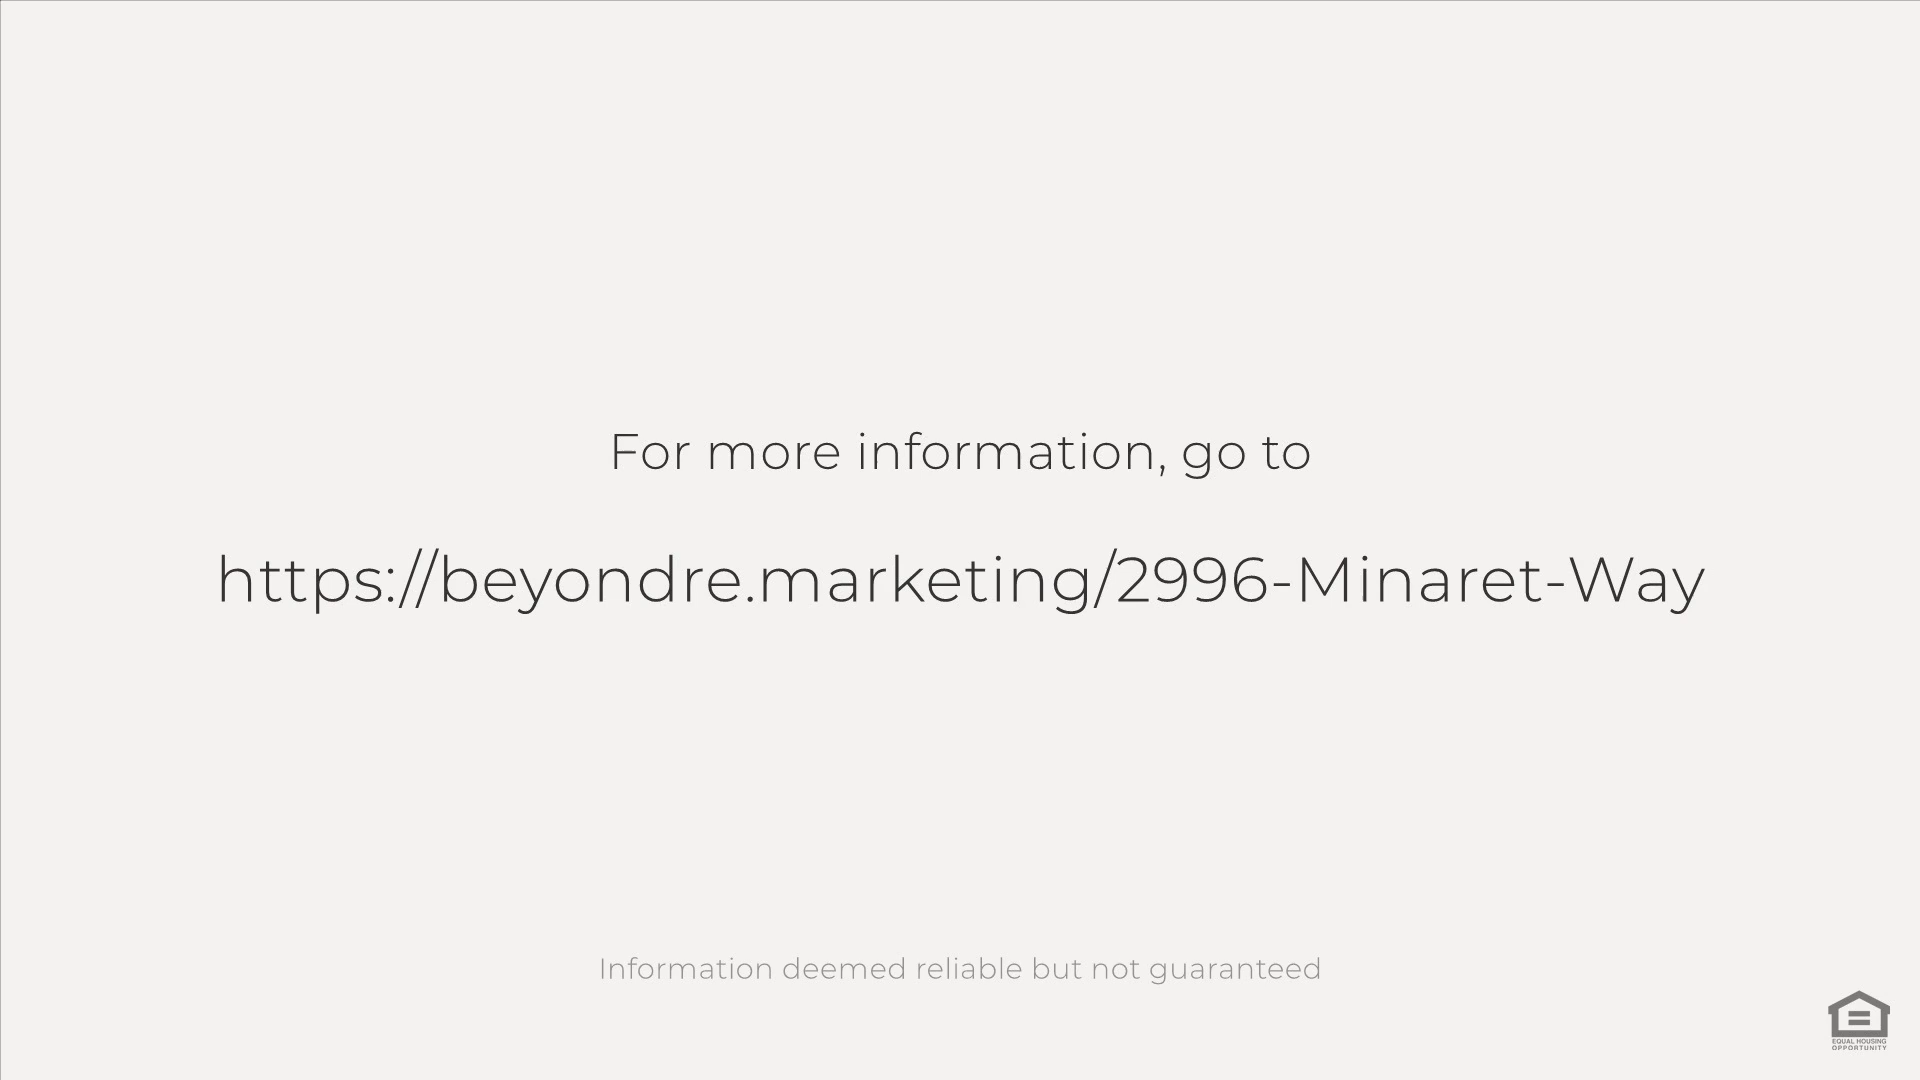 For more information, go to
https://beyondre.marketing/2996-Minaret-Way
Information deemed reliable but not guaranteed
EQUAL HOUSING
OPPORTUNITY